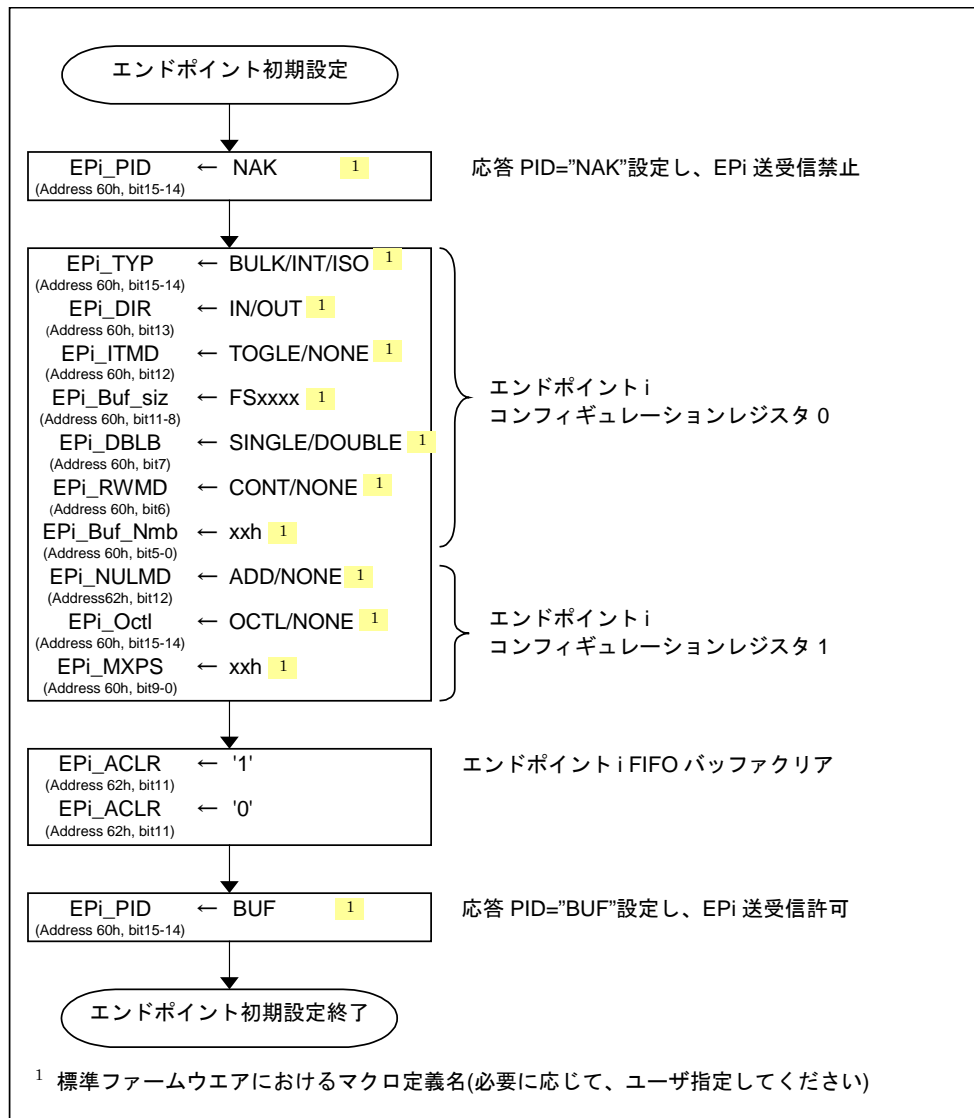 エンドポイント初期設定
EPi_PID ← NAK 1 応答 PID=”NAK”設定し、EPi 送受信禁止
(Address 60h, bit15-14)
EPi_TYP ← BULK/INT/ISO 1
(Address 60h, bit15-14)
EPi_DIR ← IN/OUT 1
(Address 60h, bit13)
EPi_ITMD ← TOGLE/NONE 1
(Address 60h, bit12)
EPi_Buf_siz ← FSxxxx 1
(Address 60h, bit11-8)
EPi_DBLB ← SINGLE/DOUBLE 1
(Address 60h, bit7)
EPi_RWMD ← CONT/NONE 1
(Address 60h, bit6)
EPi_Buf_Nmb ← xxh 1
(Address 60h, bit5-0)
エンドポイント i
コンフィギュレーションレジスタ 0
EPi_NULMD ← ADD/NONE 1
(Address62h, bit12)
EPi_Octl ← OCTL/NONE 1
(Address 60h, bit15-14)
EPi_MXPS ← xxh 1
(Address 60h, bit9-0)
エンドポイント i
コンフィギュレーションレジスタ 1
EPi_ACLR ← '1' エンドポイント i FIFO バッファクリア
(Address 62h, bit11)
EPi_ACLR ← '0'
(Address 62h, bit11)
EPi_PID ← BUF 1 応答 PID=”BUF”設定し、EPi 送受信許可
(Address 60h, bit15-14)
エンドポイント初期設定終了
1 標準ファームウエアにおけるマクロ定義名(必要に応じて、ユーザ指定してください)